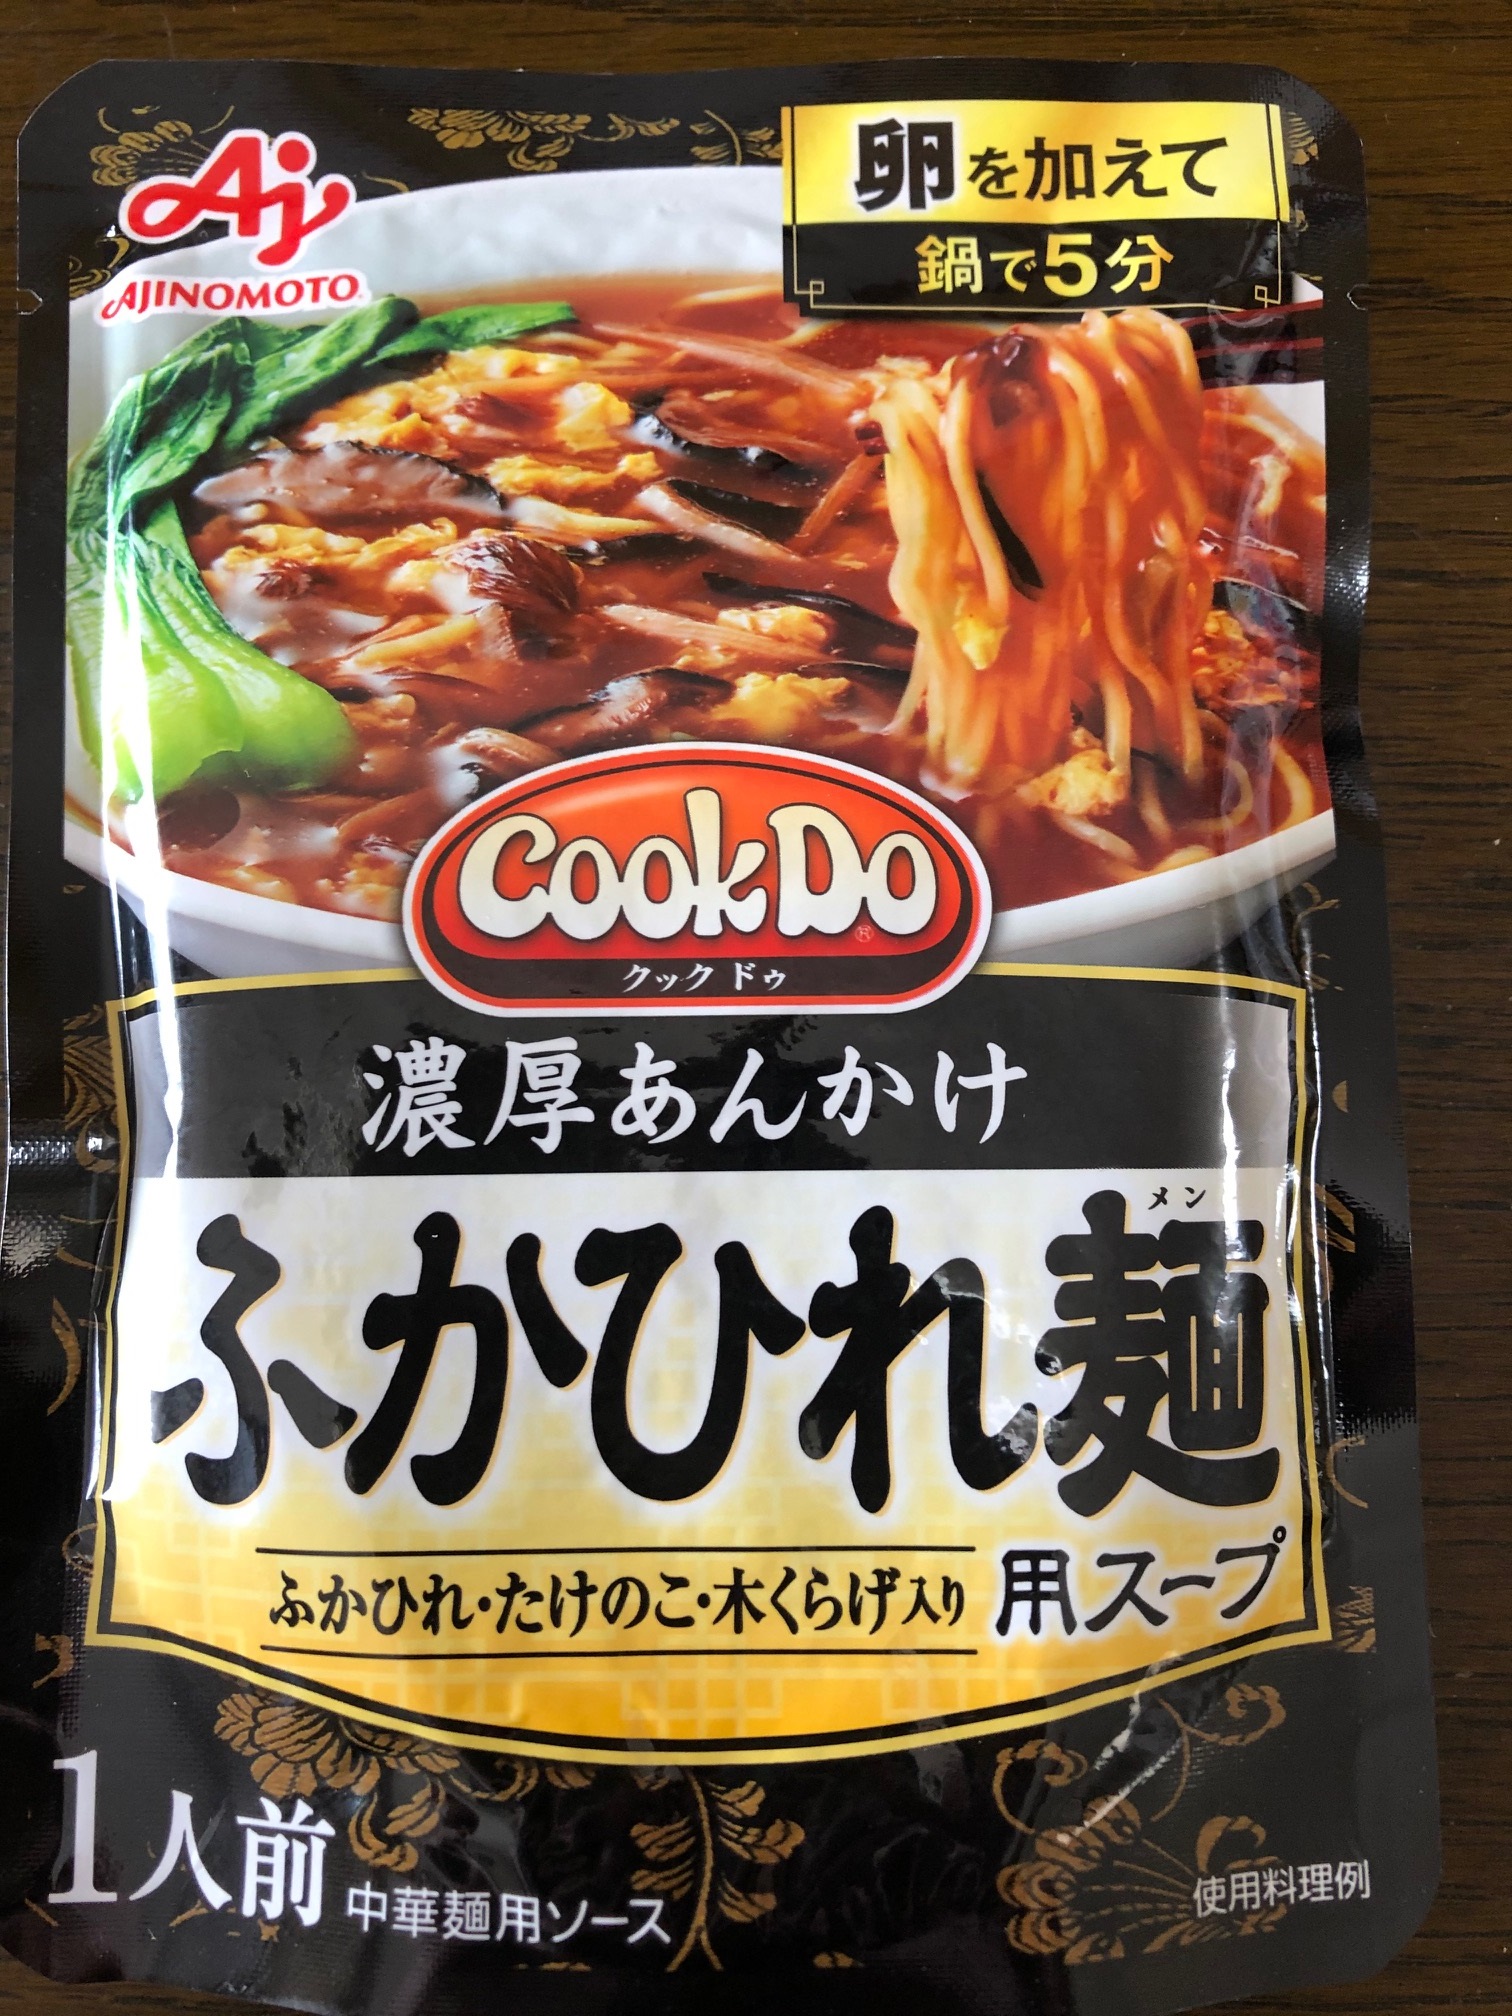 Aj
AJINOMOTO®
卵を加えて
鍋で5分
CookDo®
クックドゥ
濃厚あんかけ
メン
ふかひれ麺
用スープ
ふかひれ・たけのこ・木くらげ入り
1人前
中華麺用ソース
使用料理例